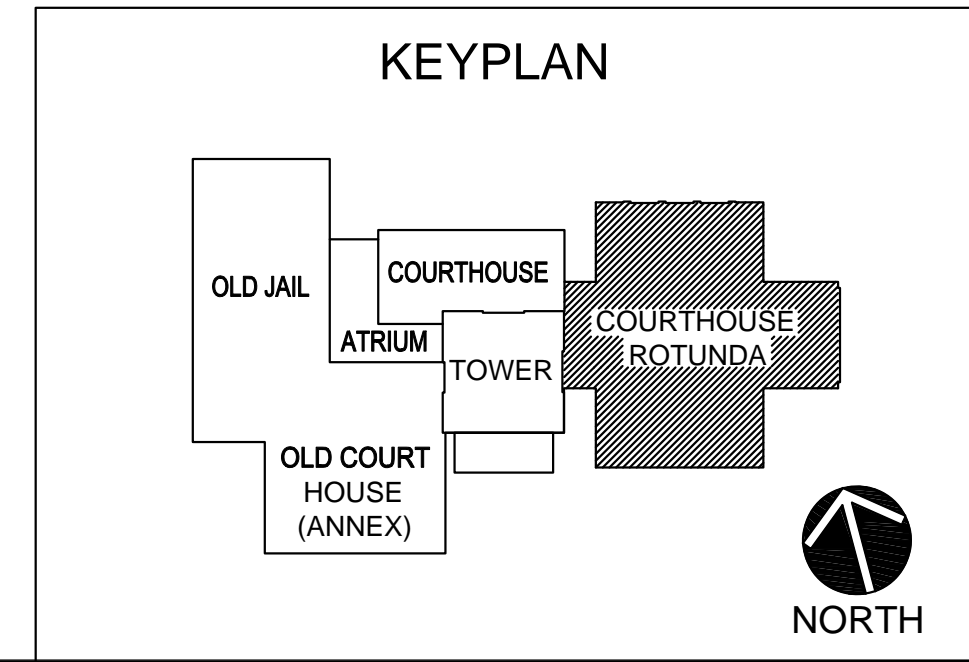 KEYPLAN
OLD JAIL
COURTHOUSE
ATRIUM
TOWER
COURTHOUSE
ROTUNDA
OLD COURT
HOUSE
(ANNEX)
NORTH